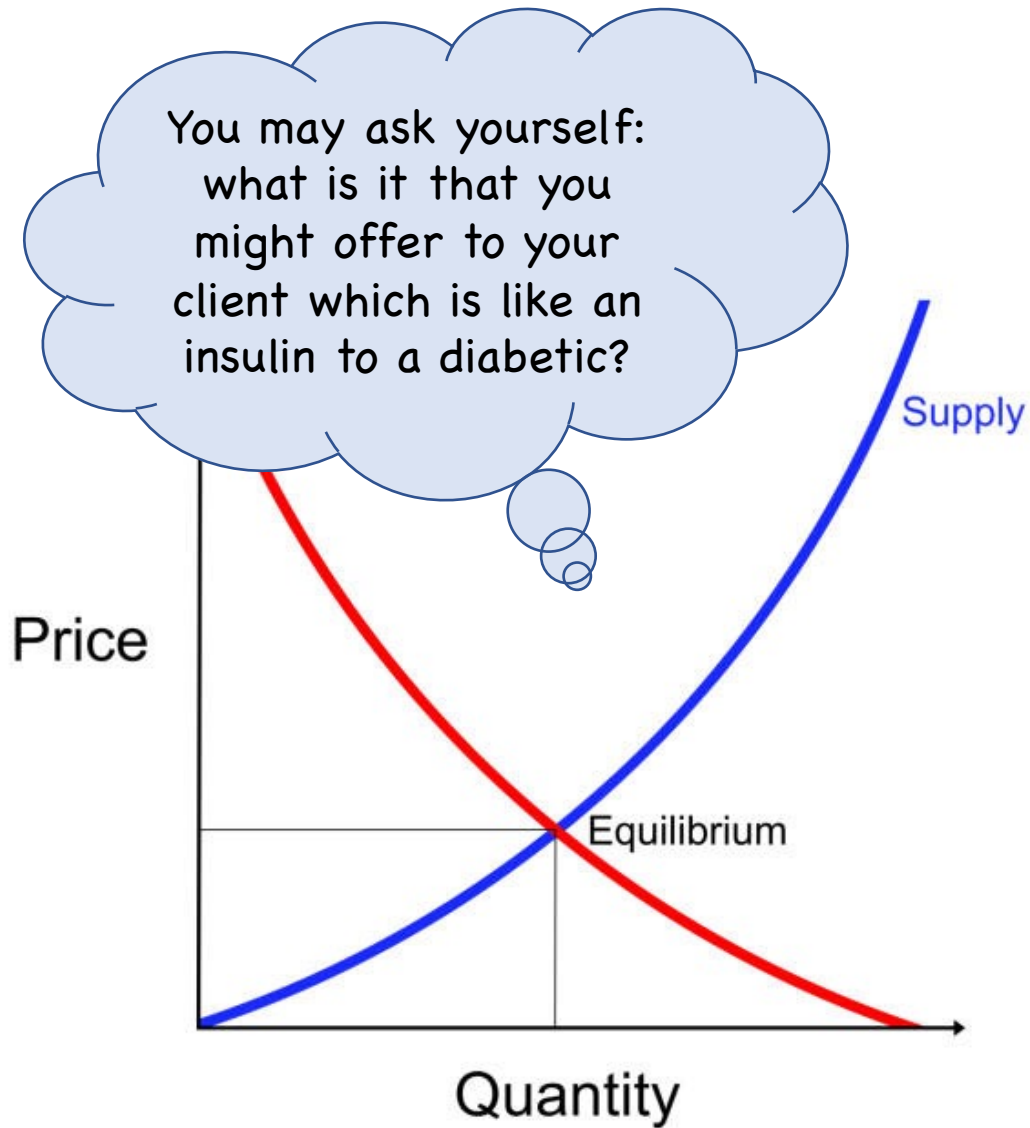 You may ask yourself:
what is it that you
might offer to your
client which is like an
insulin to a diabetic?
Supply
Price
Equilibrium
Quantity